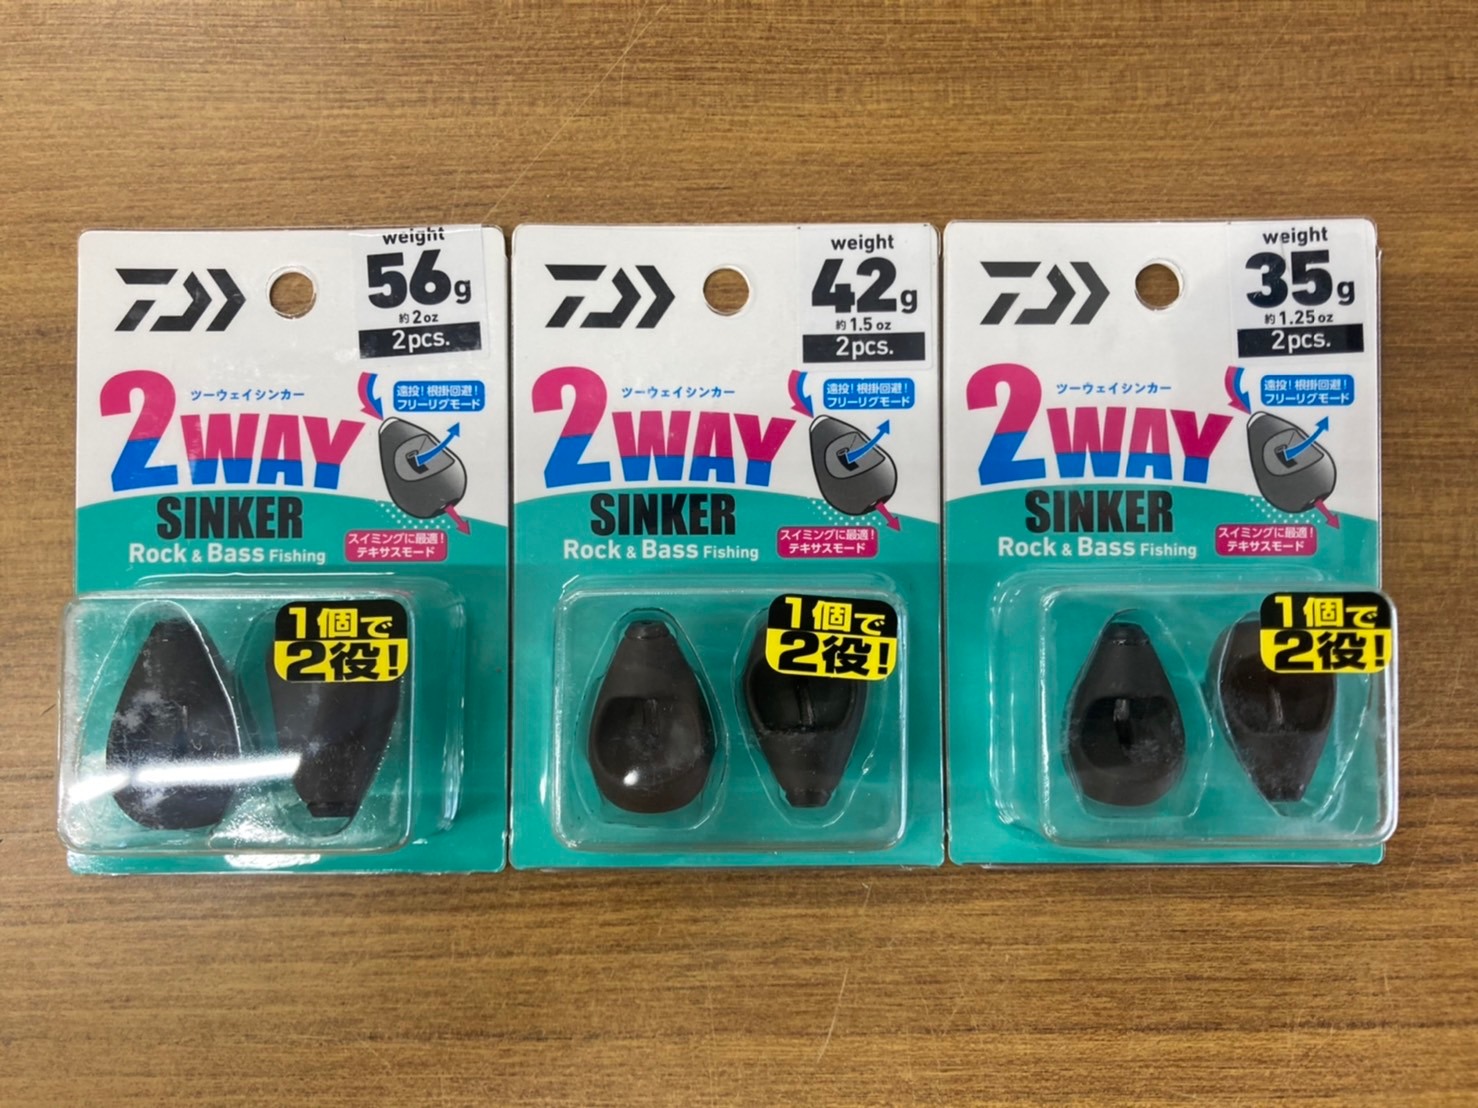 weight
56g
約2oz
2pcs.
ツーウェイシンカー
2WAY
SINKER
Rock & Bass Fishing
遠投!根掛回避!
フリーリグモード
スイミングに最適!
テキサスモード
1個で
2役!
weight
42g
約1.5oz
2pcs.
ツーウェイシンカー
2WAY
SINKER
Rock & Bass Fishing
遠投!根掛回避!
フリーリグモード
スイミングに最適!
テキサスモード
1個で
2役!
weight
35g
約1.25oz
2pcs.
ツーウェイシンカー
2WAY
SINKER
Rock & Bass Fishing
遠投!根掛回避!
フリーリグモード
スイミングに最適!
テキサスモード
1個で
2役!